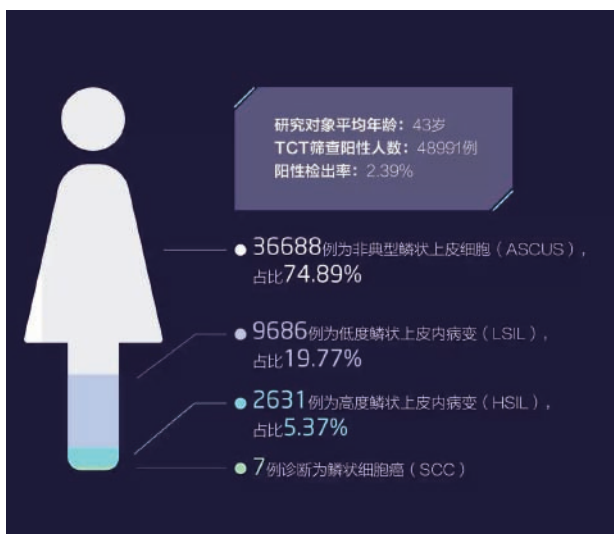 研究对象平均年龄：43岁
TCT筛查阳性人数：48991例
阳性检出率：2.39%
36688例为非典型鳞状上皮细胞（ASCUS），
占比74.89%
9686例为低度鳞状上皮内病变（LSIL），
占比19.77%
2631例为高度鳞状上皮内病变（HSIL），
占比5.37%
7例诊断为鳞状细胞癌（SCC）